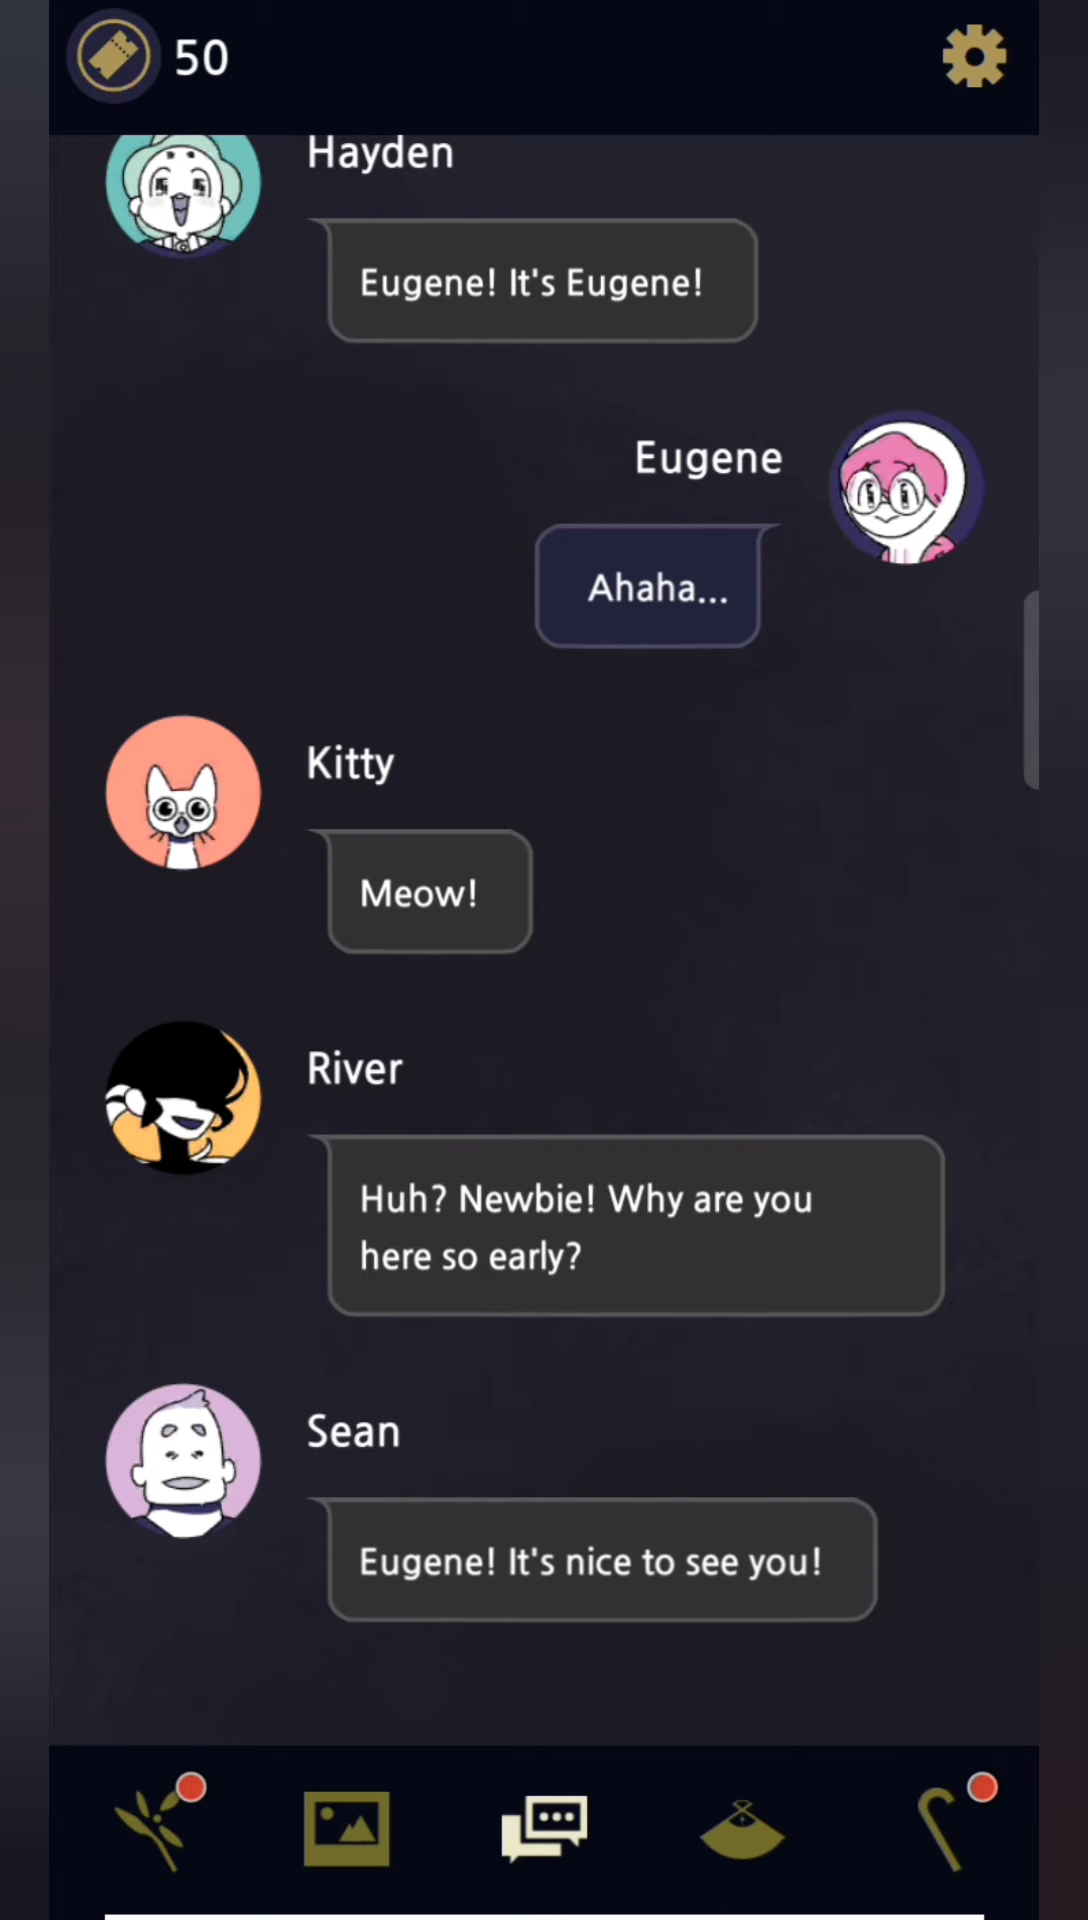 50
Hayden
Eugene! It's Eugene!
Eugene
Ahaha...
Kitty
Meow!
River
Huh? Newbie! Why are you
here so early?
Sean
Eugene! It's nice to see you!